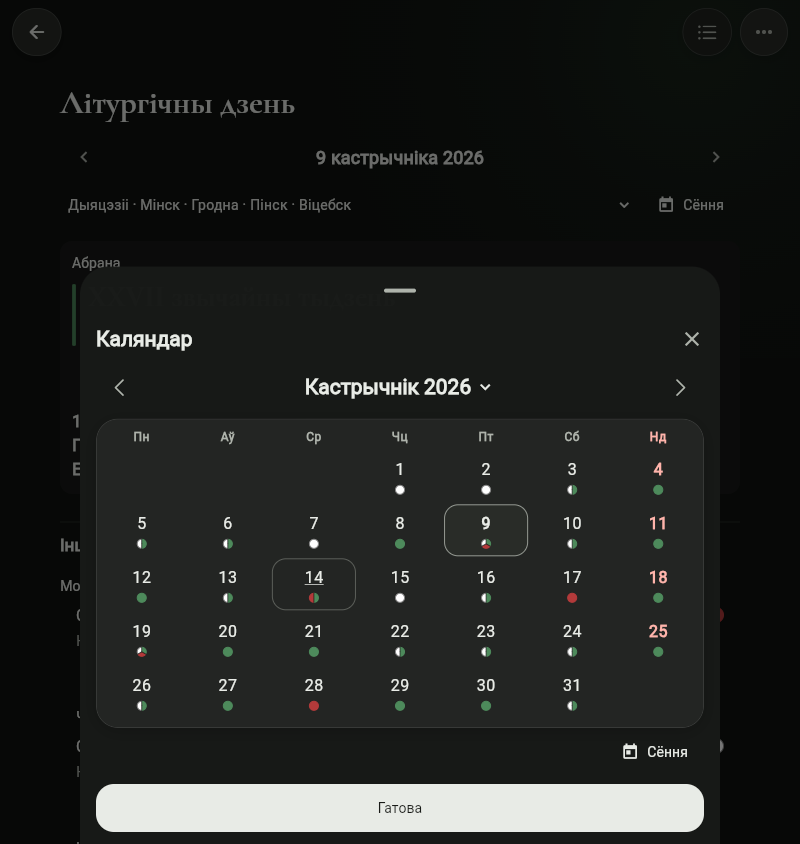 Літургічны дзень
9 кастрычніка 2026
Дыяцэзіі · Мінск · Гродна · Пінск · Віцебск
Сёння
Абрана
Каляндар
Кастрычнік 2026
Пн Аў Ср Чц Пт Сб Нд
1 2 3 4
5 6 7 8 9 10 11
12 13 14 15 16 17 18
19 20 21 22 23 24 25
26 27 28 29 30 31
Сёння
Гатова